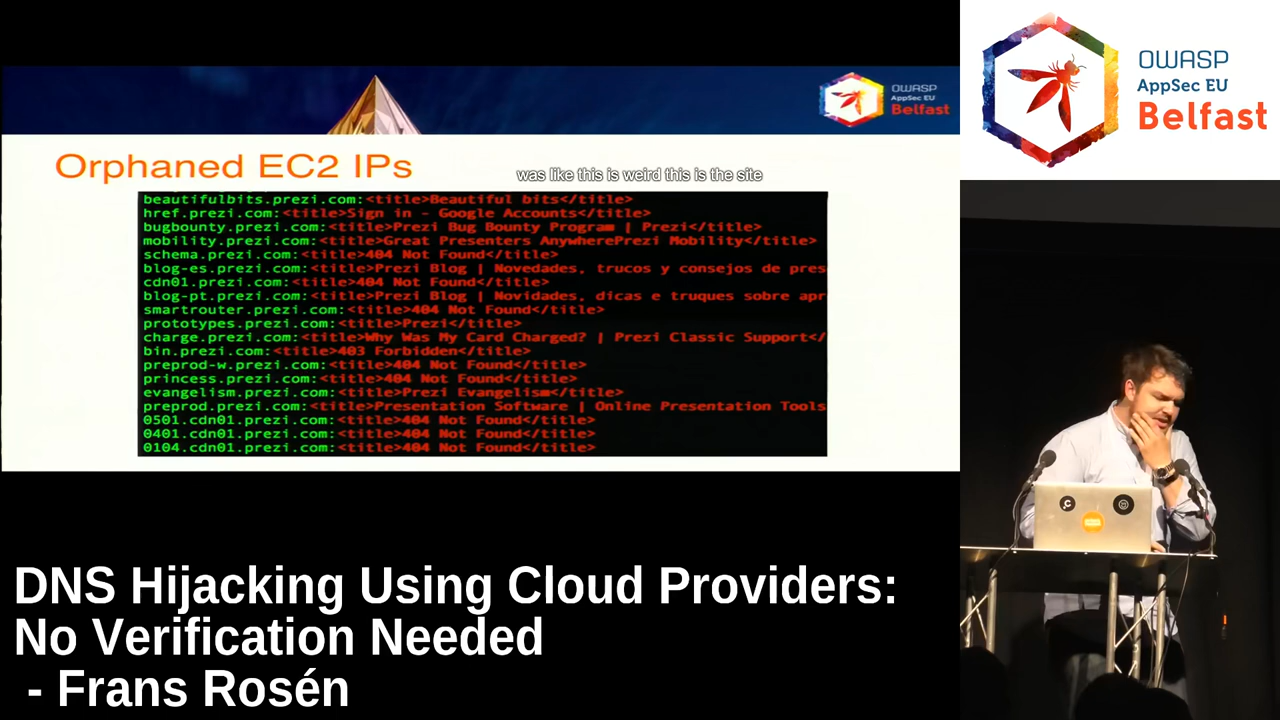 OWASP
AppSec EU
Belfast
OWASP
AppSec EU
Belfast
Orphaned EC2 IPs
was like this is weird this is the site
beautifulbits.prezi.com:<title>Beautiful bits</title>
href.prezi.com:<title>Sign in - Google Accounts</title>
bugbounty.prezi.com:<title>Prezi Bug Bounty Program | Prezi</title>
mobility.prezi.com:<title>Great Presenters AnywherePrezi Mobility</title>
schema.prezi.com:<title>404 Not Found</title>
blog-es.prezi.com:<title>Prezi Blog | Novedades, trucos y consejos de pres
cdn01.prezi.com:<title>404 Not Found</title>
blog-pt.prezi.com:<title>Prezi Blog | Novidades, dicas e truques sobre apr
smartrouter.prezi.com:<title>404 Not Found</title>
prototypes.prezi.com:<title>Prezi</title>
charge.prezi.com:<title>Why Was My Card Charged? | Prezi Classic Support</
bin.prezi.com:<title>403 Forbidden</title>
preprod-w.prezi.com:<title>404 Not Found</title>
princess.prezi.com:<title>404 Not Found</title>
evangelism.prezi.com:<title>Prezi Evangelism</title>
preprod.prezi.com:<title>Presentation Software | Online Presentation Tools
0501.cdn01.prezi.com:<title>404 Not Found</title>
0401.cdn01.prezi.com:<title>404 Not Found</title>
0104.cdn01.prezi.com:<title>404 Not Found</title>
DNS Hijacking Using Cloud Providers:
No Verification Needed
- Frans Rosén